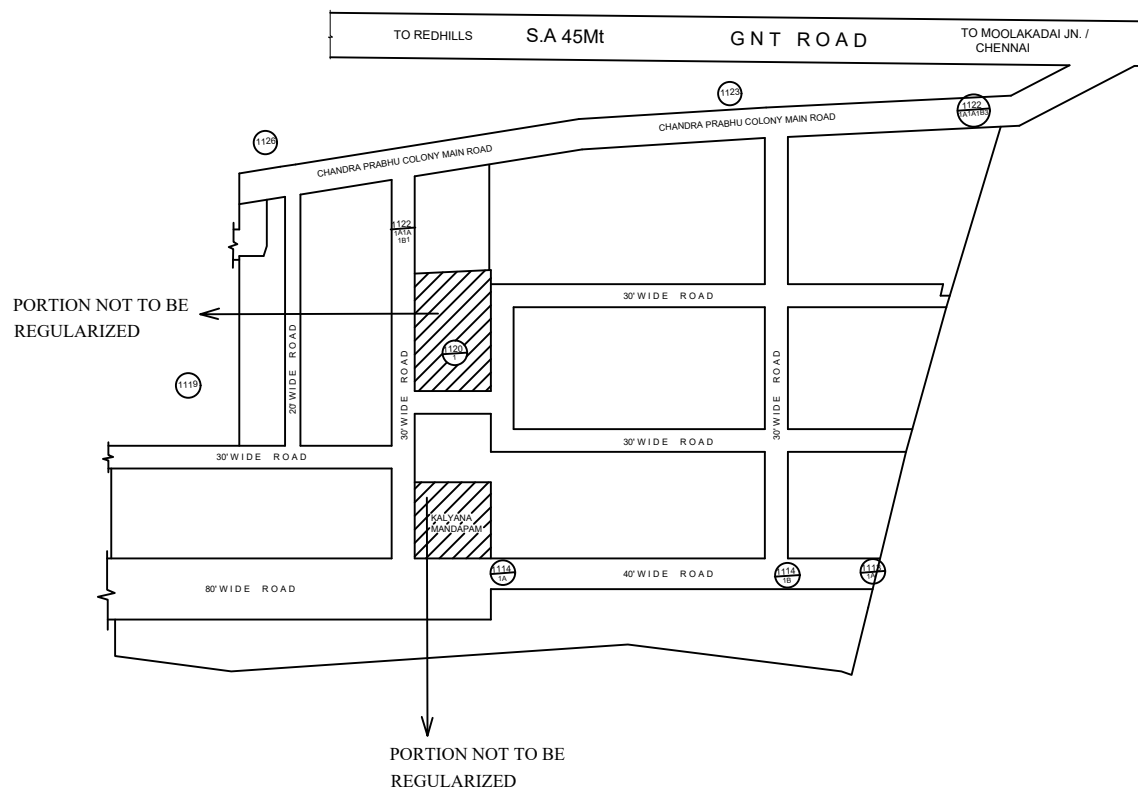 TO REDHILLS
S.A 45Mt
GNT ROAD
TO MOOLAKADAI JN. /
CHENNAI
1123
1122
1A1A1B3
CHANDRA PRABHU COLONY MAIN ROAD
1126
CHANDRA PRABHU COLONY MAIN ROAD
1122
1A1A
1B1
PORTION NOT TO BE
REGULARIZED
30' WIDE ROAD
1120
1
1119
20' WIDE ROAD
30' WIDE ROAD
30' WIDE ROAD
30' WIDE ROAD
30' WIDE ROAD
KALYANA
MANDAPAM
1114
1A
40' WIDE ROAD
1114
1B
1A
80' WIDE ROAD
PORTION NOT TO BE
REGULARIZED